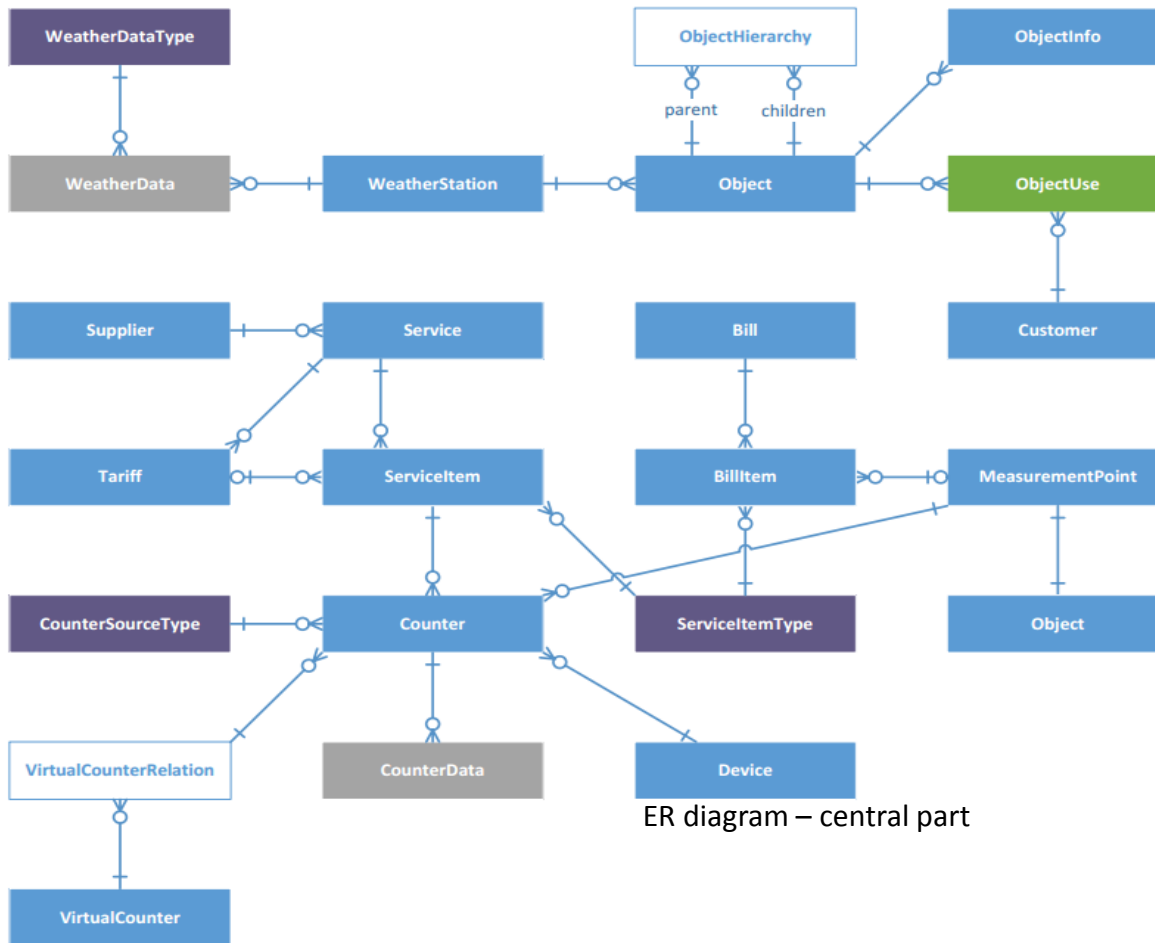 WeatherDataType
ObjectHierarchy
ObjectInfo
parent
children
WeatherData
WeatherStation
Object
ObjectUse
Supplier
Service
Bill
Customer
Tariff
ServiceItem
BillItem
MeasurementPoint
CounterSourceType
Counter
ServiceItemType
Object
VirtualCounterRelation
CounterData
Device
ER diagram – central part
VirtualCounter